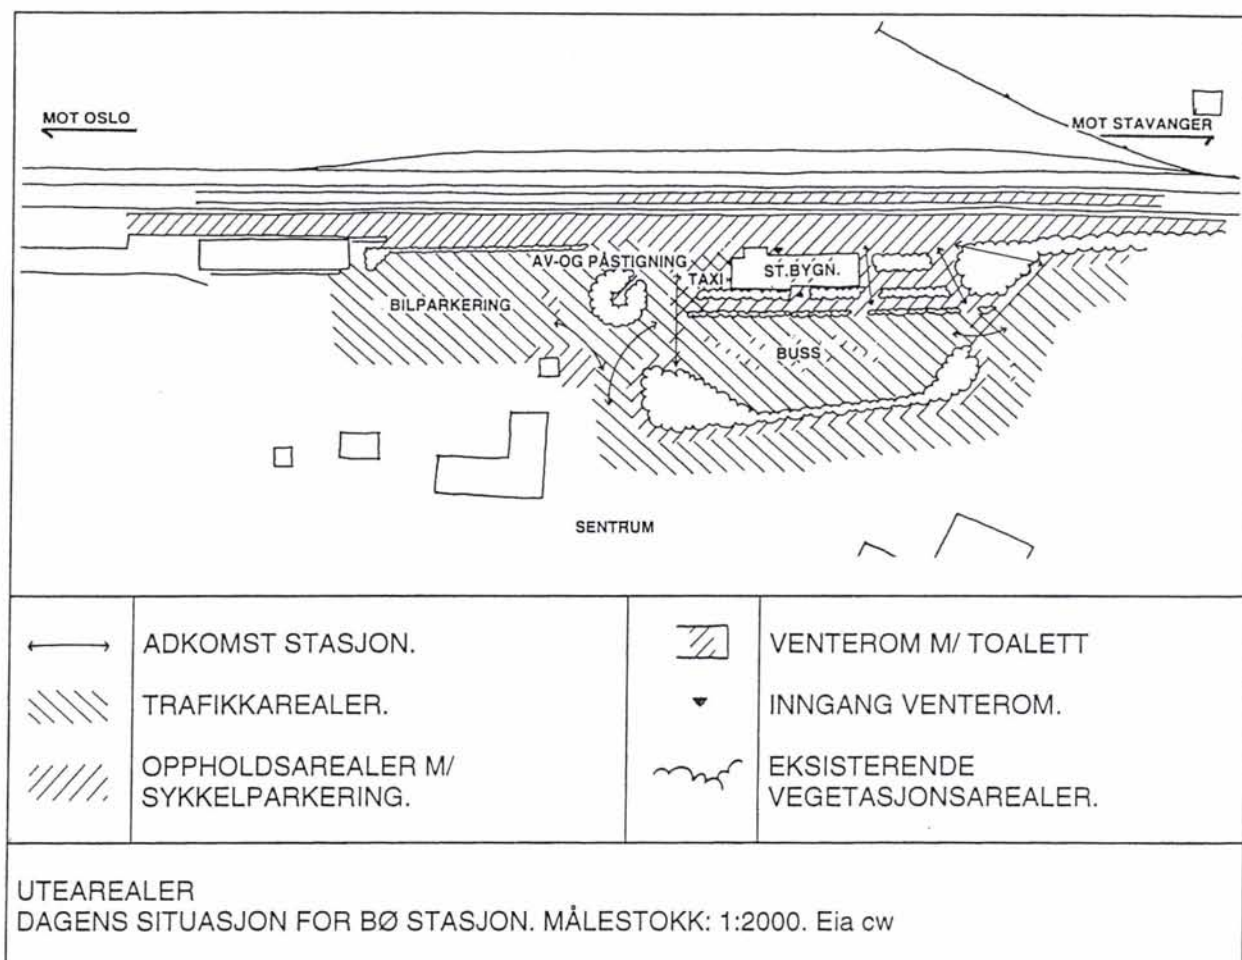 MOT OSLO
MOT STAVANGER
AV-OG PÅSTIGNING
TAXI
ST.BYGN.
BILPARKERING
BUSS
SENTRUM
ADKOMST STASJON.
TRAFIKKAREALER.
OPPHOLDSAREALER M/
SYKKELPARKERING.
VENTEROM M/ TOALETT
INNGANG VENTEROM.
EKSISTERENDE
VEGETASJONSAREALER.
UTEAREALER
DAGENS SITUASJON FOR BØ STASJON. MÅLESTOKK: 1:2000. Eia cw